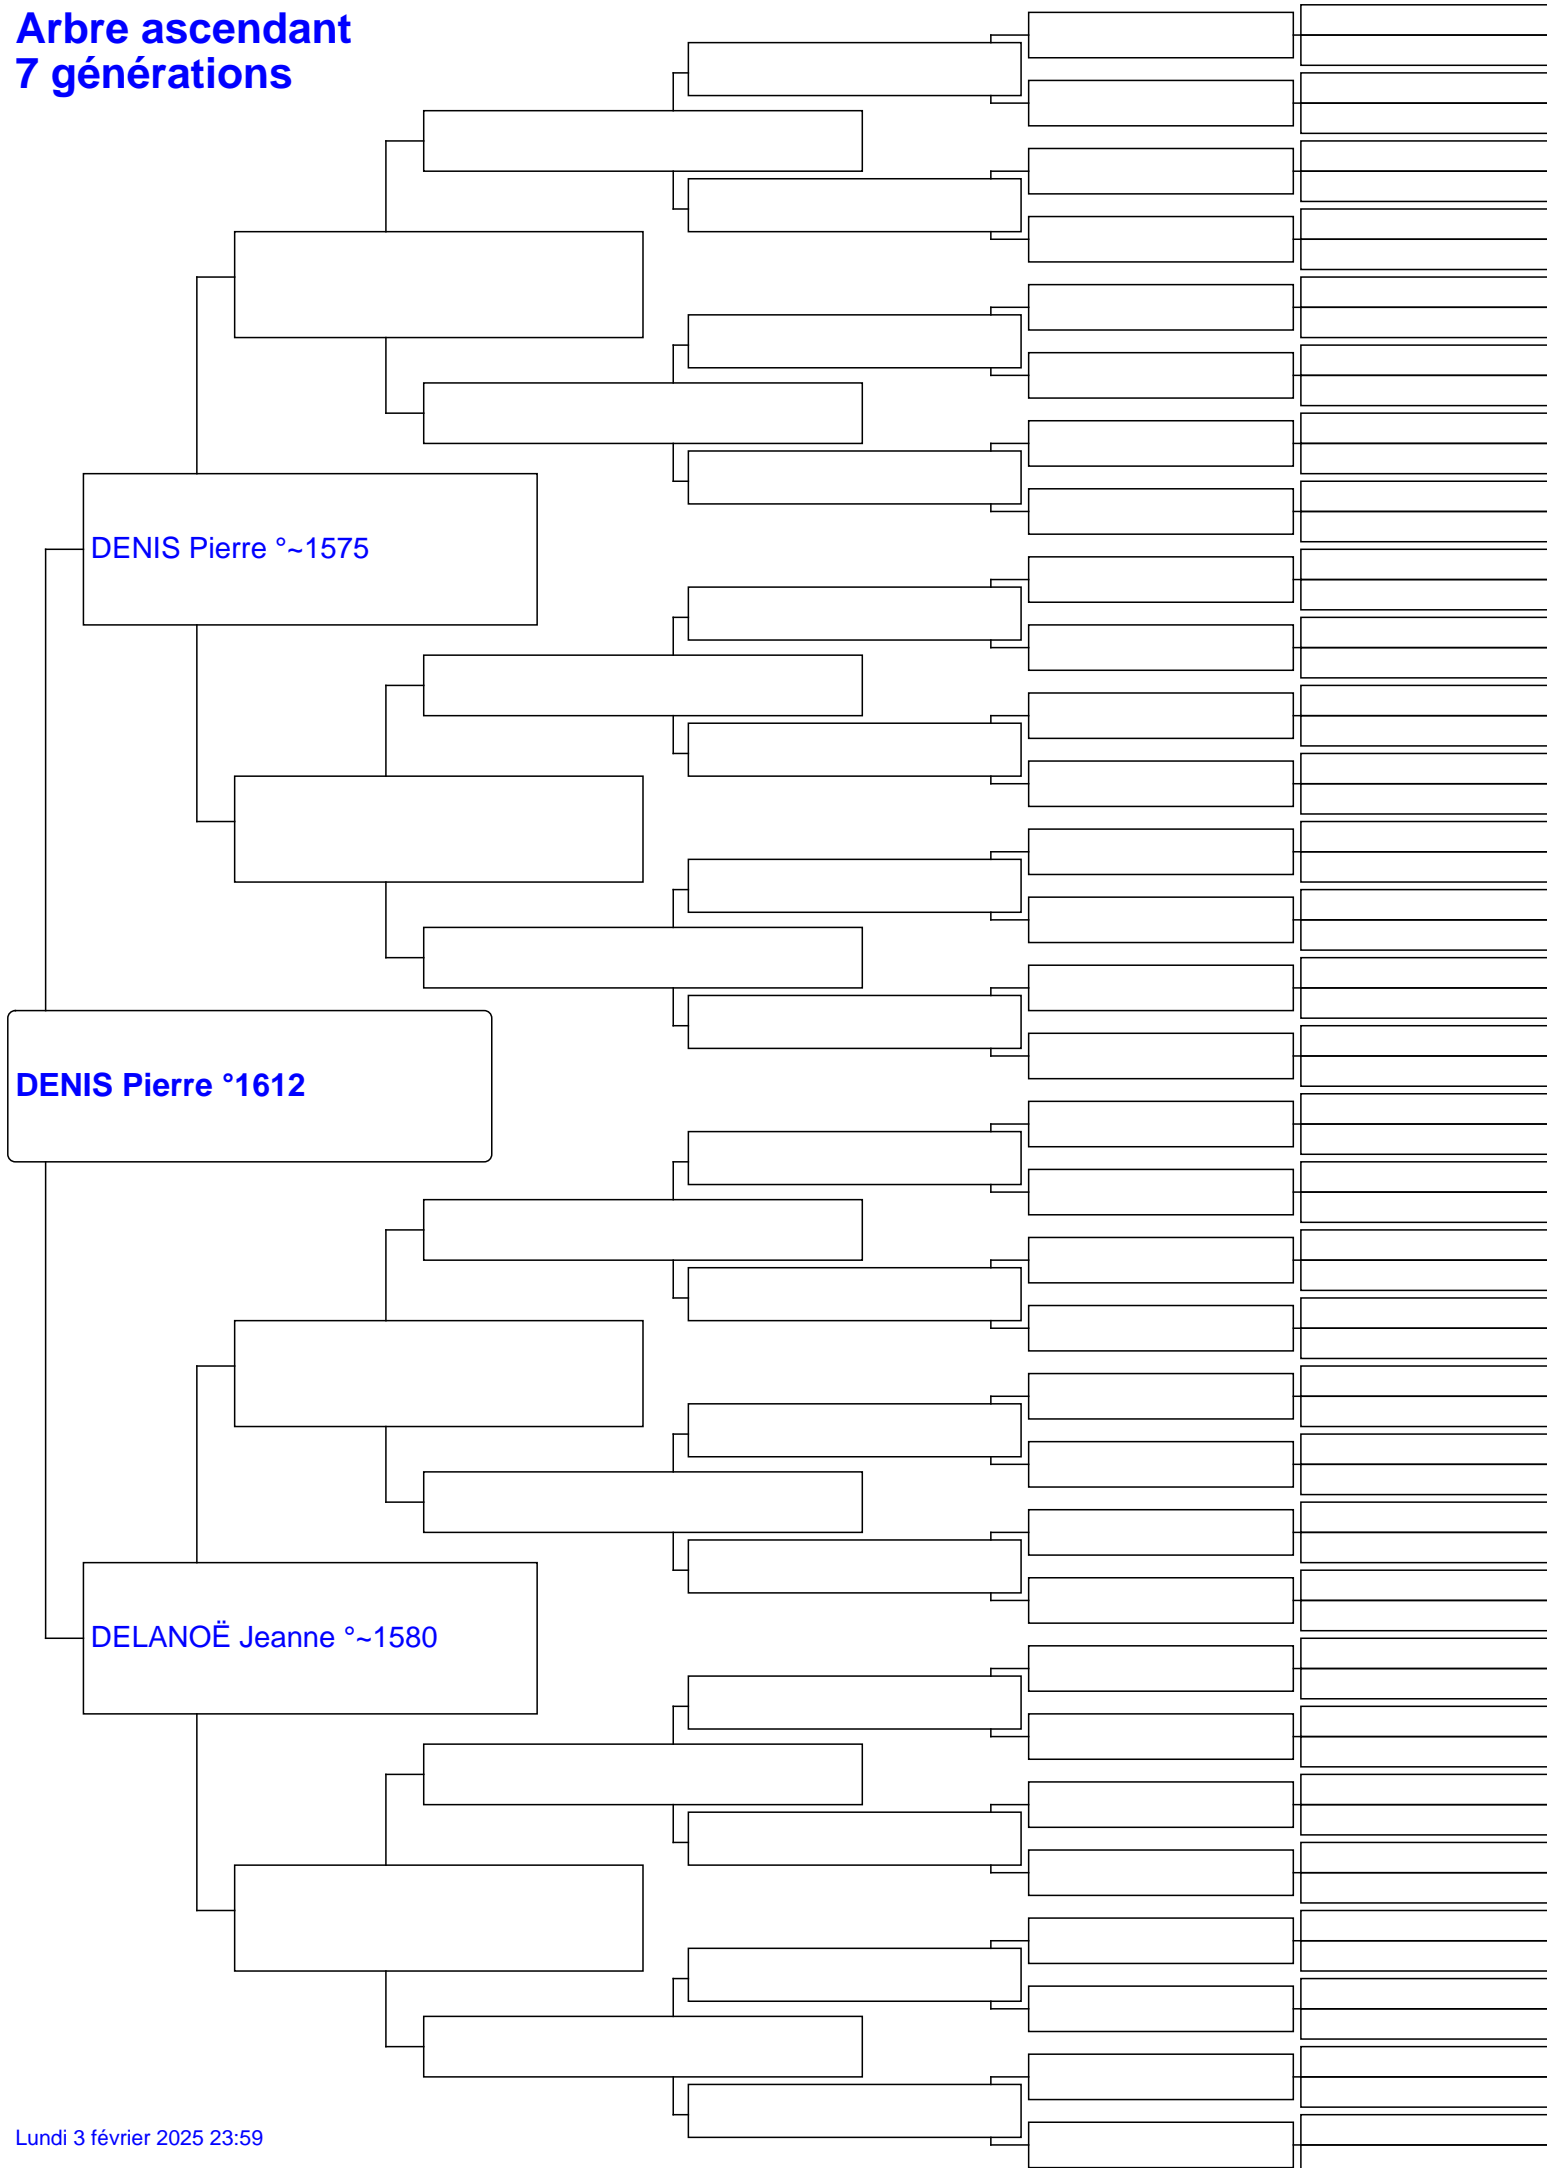 Arbre ascendant
7 générations
DENIS Pierre °~1575
DENIS Pierre °1612
DELANOË Jeanne °~1580
Lundi 3 février 2025 23:59